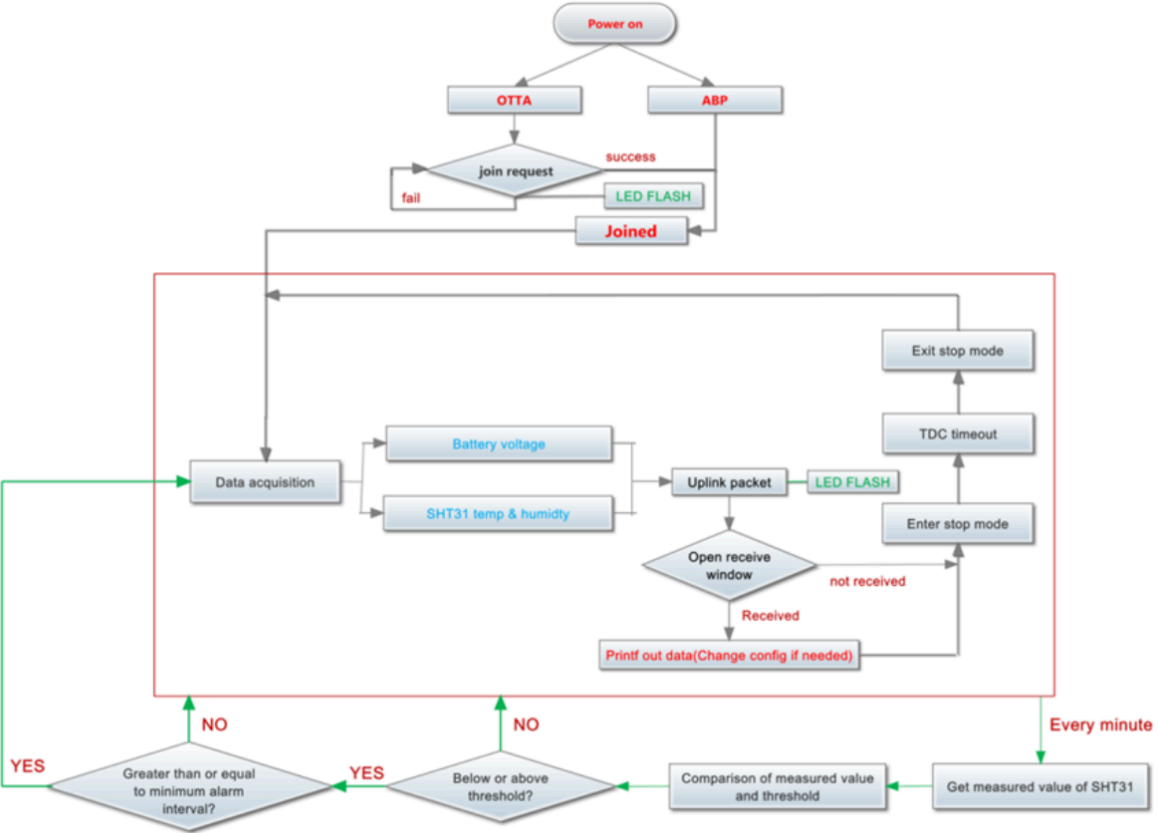 Power on
OTTA
ABP
join request
success
fail
LED FLASH
Joined
Exit stop mode
TDC timeout
Battery voltage
Data acquisition
Uplink packet
LED FLASH
SHT31 temp & humidty
Enter stop mode
Open receive
window
not received
Received
Printf out data(Change config if needed)
NO
NO
Every minute
YES
Greater than or equal
to minimum alarm
interval?
YES
Below or above
threshold?
Comparison of measured value
and threshold
Get measured value of SHT31